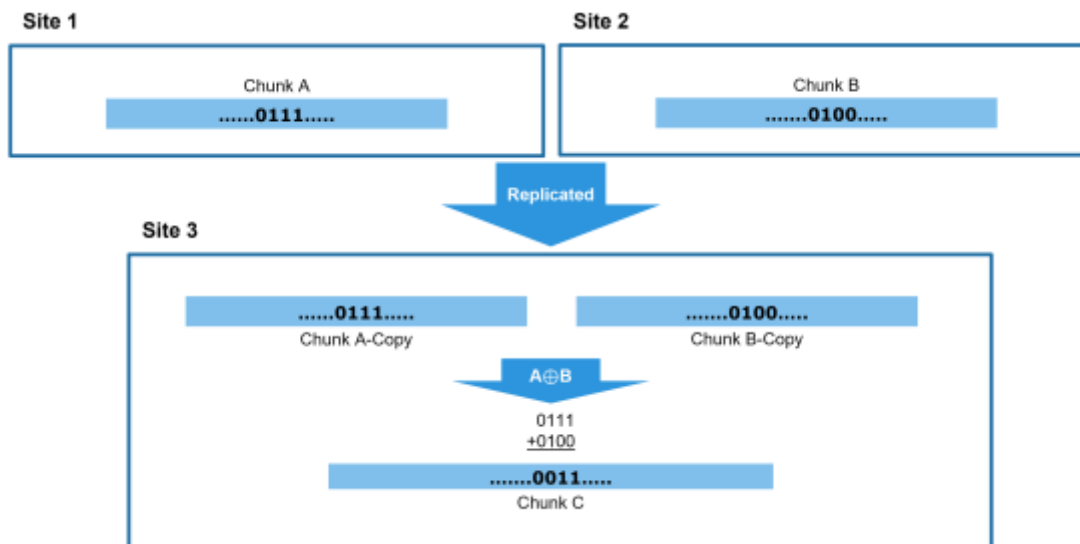 Site 1
Site 2
Chunk A
......0111.....
Chunk B
.......0100.....
Replicated
Site 3
......0111.....
Chunk A-Copy
.......0100.....
Chunk B-Copy
A⊕B
0111
+0100
.......0011.....
Chunk C